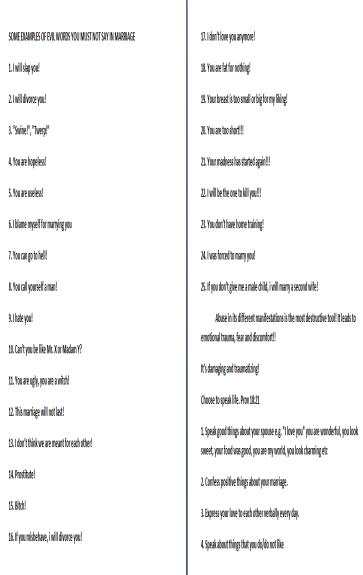 SOME EXAMPLES OF EVIL WORDS YOU MUST NOT SAY IN MARRIAGE
1. I will slap you!
2. I will divorce you!
3. "Swine!", "Twerp!"
4. You are hopeless!
5. You are useless!
6. I blame myself for marrying you
7. You can go to hell!
8. You call yourself a man!
9. I hate you!
10. Can't you be like Mr. X or Madam Y?
11. You are ugly, you are a witch!
12. This marriage will not last!
13. I don't think we are meant for each other!
14. Prostitute!
15. Bitch!
16. If you misbehave, i will divorce you!
17. I don't love you anymore!
18. You are fat for nothing!
19. Your breast is too small or big for my liking!
20. You are too short!!!
21. Your madness has started again!!!
22. I will be the one to kill you!!!
23. You don't have home training!
24. I was forced to marry you!
25. If you don't give me a male child, i will marry a second wife!
Abuse in its different manifestations is the most destructive tool! It leads to
emotional trauma, fear and discomfort!!
It's damaging and traumatizing!
Choose to speak life. Prov 18:21
1. Speak good things about your spouse e.g. "I love you" you are wonderful, you look
sweet, your food was good, you are my world, you look charming etc
2. Confess positive things about your marriage.
3. Express your love to each other verbally every day.
4. Speak about things that you do/do not like